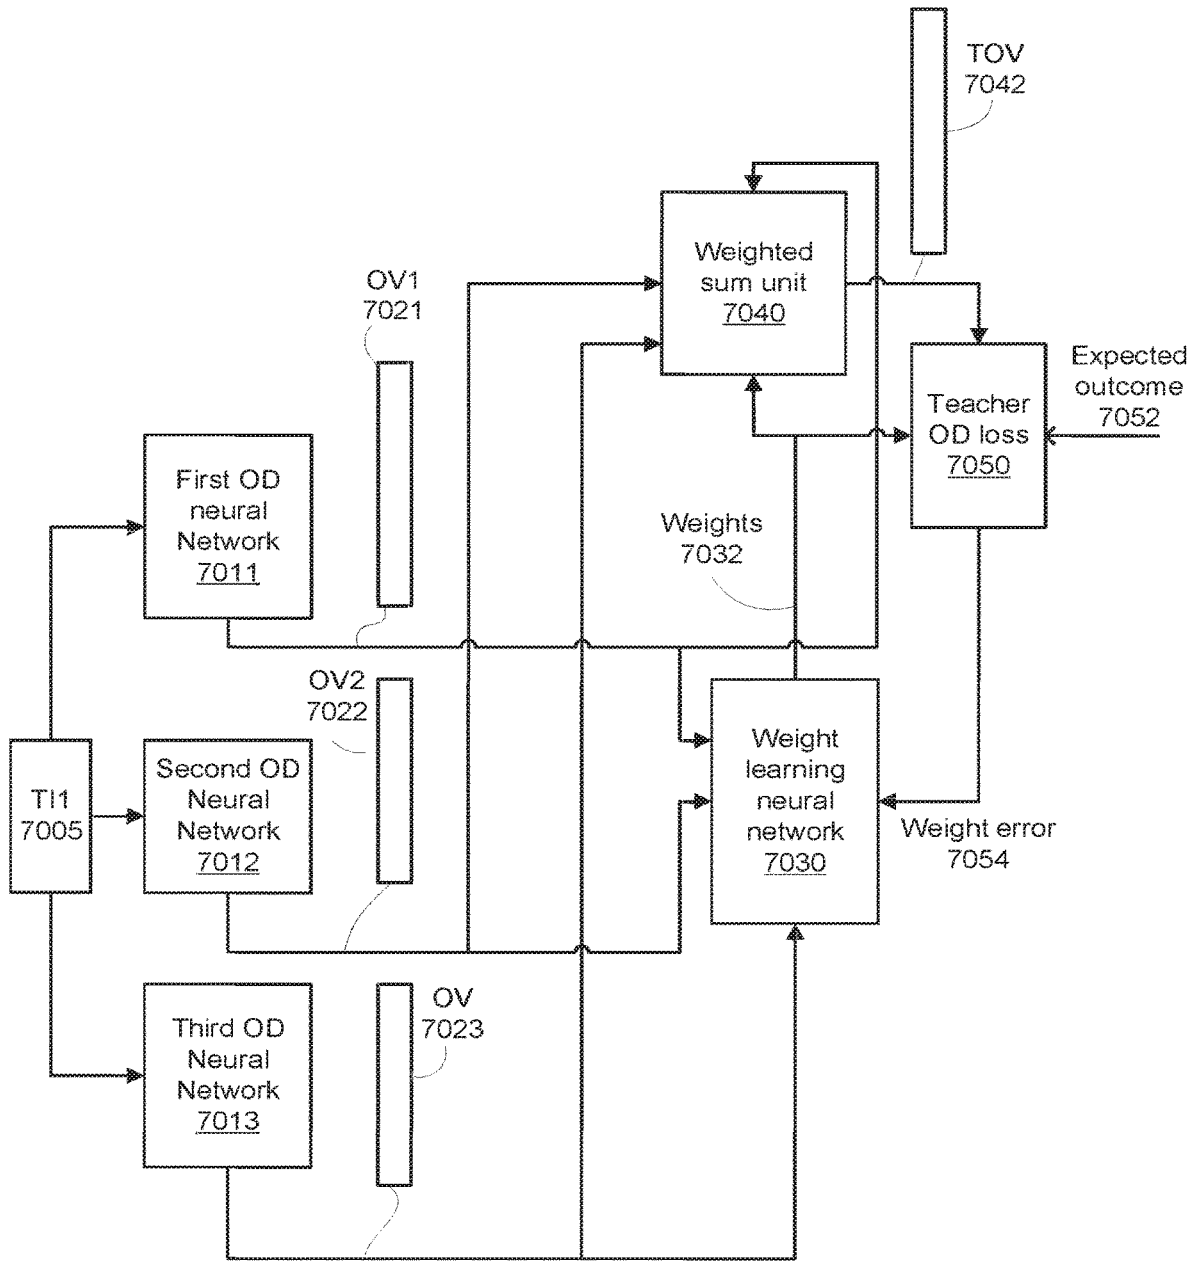 TOV
7042
Weighted
sum unit
7040
OV1
7021
Expected
outcome
7052
Teacher
OD loss
7050
First OD
neural
Network
7011
Weights
7032
OV2
7022
Second OD
Neural
Network
7012
TI1
7005
Weight
learning
neural
network
7030
Weight error
7054
OV
7023
Third OD
Neural
Network
7013